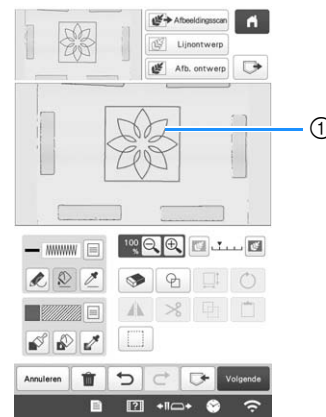 Afbeeldingsscan
Lijnontwerp
Afb. ontwerp
①
100
%
Annuleren
Volgende